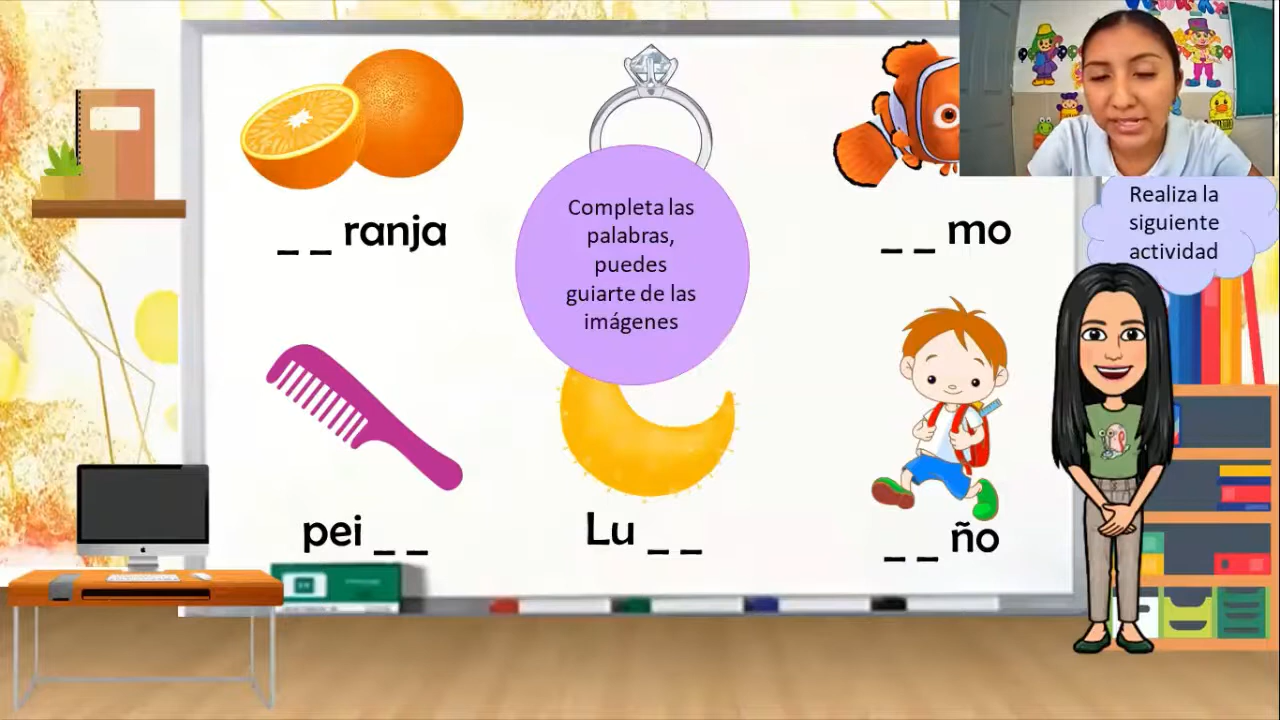 _ _ ranja
Completa las
palabras,
puedes
guiarte de las
imágenes
_ _ mo
Realiza la
siguiente
actividad
pei _ _
Lu _ _
_ _ ño